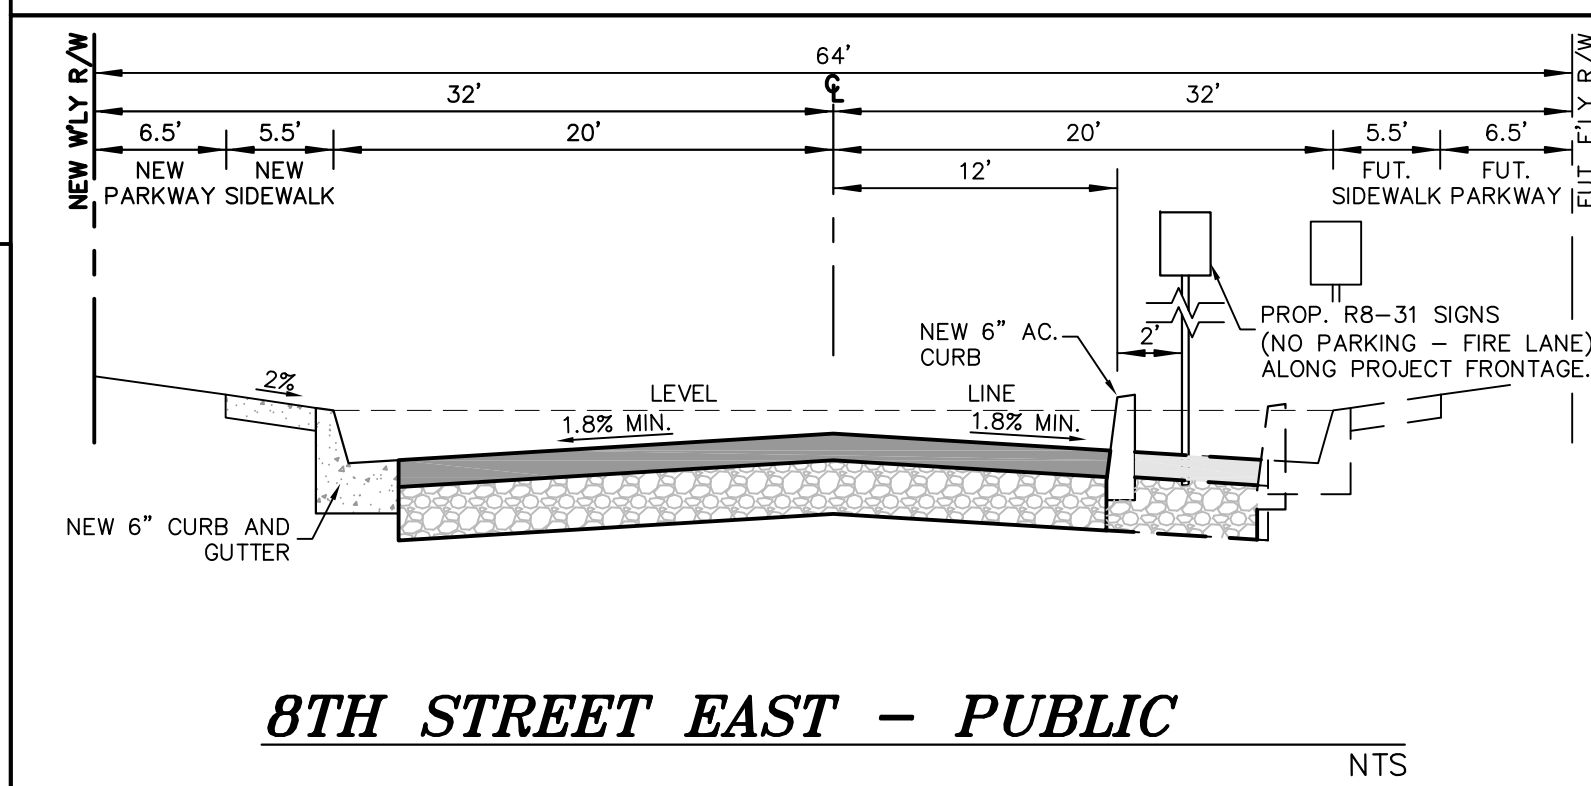 64'
32'
℄
32'
6.5'
5.5'
20'
20'
5.5'
6.5'
NEW W'LY R/W
NEW
PARKWAY
NEW
SIDEWALK
12'
FUT.
SIDEWALK
FUT.
PARKWAY
FUT E'LY R/W
2%
NEW 6" AC.
CURB
2'
PROP. R8-31 SIGNS
(NO PARKING – FIRE LANE)
ALONG PROJECT FRONTAGE.
LEVEL
LINE
1.8% MIN.
1.8% MIN.
NEW 6" CURB AND
GUTTER
8TH STREET EAST – PUBLIC
NTS